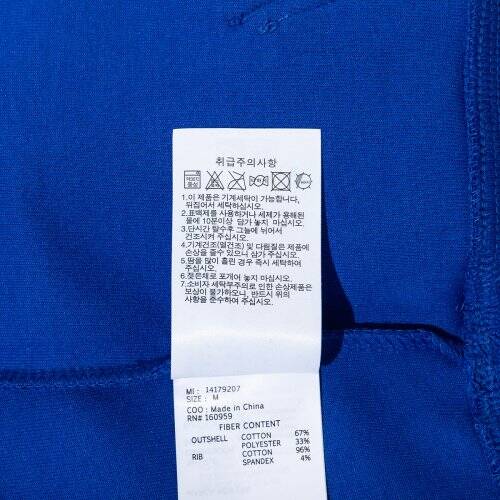 취급주의사항
1.이 제품은 기계세탁이 가능합니다,
뒤집어서 세탁하십시오.
2.표백제를 사용하거나 세제가 용해된
물에 10분이상 담가 놓지 마십시오.
3.단시간 탈수후 그늘에 뉘어서
건조시켜 주십시오.
4.기계건조(열건조) 및 다림질은 제품에
손상을 줄수 있으니 삼가 주십시오.
5.땀을 많이 흘린 경우 즉시 세탁하여
주십시오.
6.젖은채로 포개어 놓지 마십시오.
7.소비자 세탁부주의로 인한 손상제품은
보상이 불가하오니, 반드시 위의
사항을 준수하여 주십시오.
MI: 14179207
SIZE: M
COO: Made in China
RN# 160959
FIBER CONTENT
OUTSHELL COTTON 67%
POLYESTER 33%
RIB COTTON 96%
SPANDEX 4%